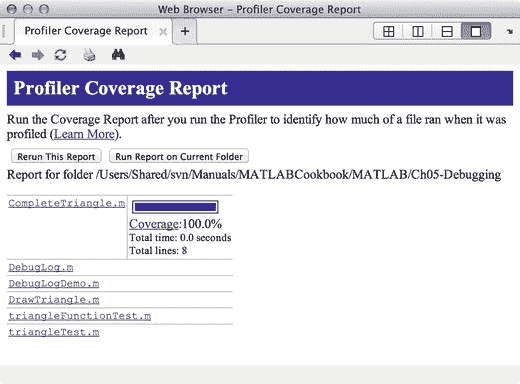 Web Browser – Profiler Coverage Report
Profiler Coverage Report
Profiler Coverage Report
Run the Coverage Report after you run the Profiler to identify how much of a file ran when it was
profiled (Learn More).
Rerun This Report Run Report on Current Folder
Report for folder /Users/Shared/svn/Manuals/MATLABCookbook/MATLAB/Ch05-Debugging
CompleteTriangle.m
Coverage:100.0%
Total time: 0.0 seconds
Total lines: 8
DebugLog.m
DebugLogDemo.m
DrawTriangle.m
triangleFunctionTest.m
triangleTest.m